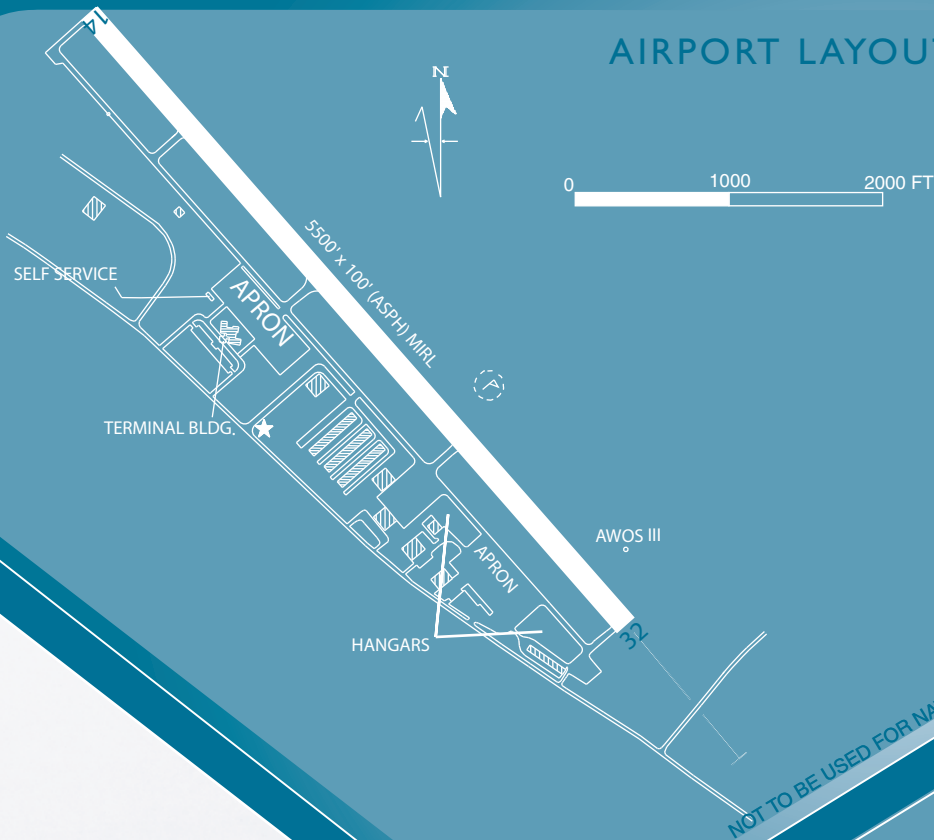 14
AIRPORT LAYOU
N
0
1000
2000 FT
5500' x 100' (ASPH) MIRL
SELF SERVICE
APRON
TERMINAL BLDG.
AWOS III
APRON
HANGARS
32
NOT TO BE USED FOR NA